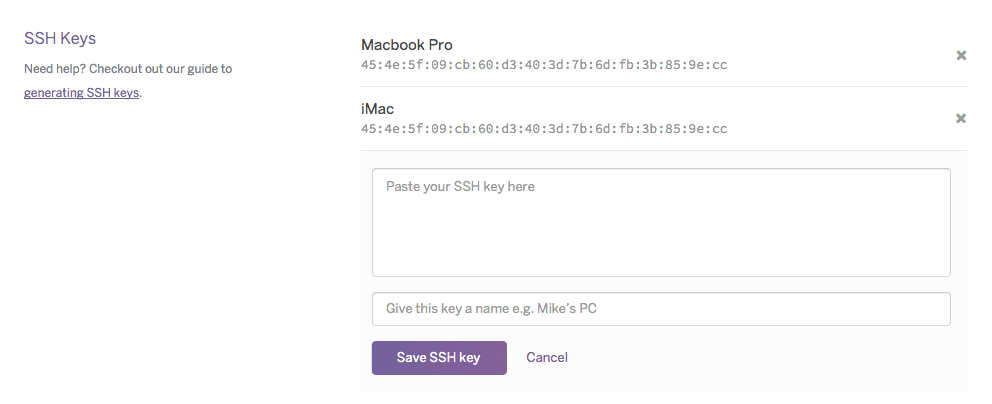 SSH Keys
Need help? Checkout out our guide to
generating SSH keys.
Macbook Pro
45:4e:5f:09:cb:60:d3:40:3d:7b:6d:fb:3b:85:9e:cc
iMac
45:4e:5f:09:cb:60:d3:40:3d:7b:6d:fb:3b:85:9e:cc
Paste your SSH key here
Give this key a name e.g. Mike's PC
Save SSH key
Cancel